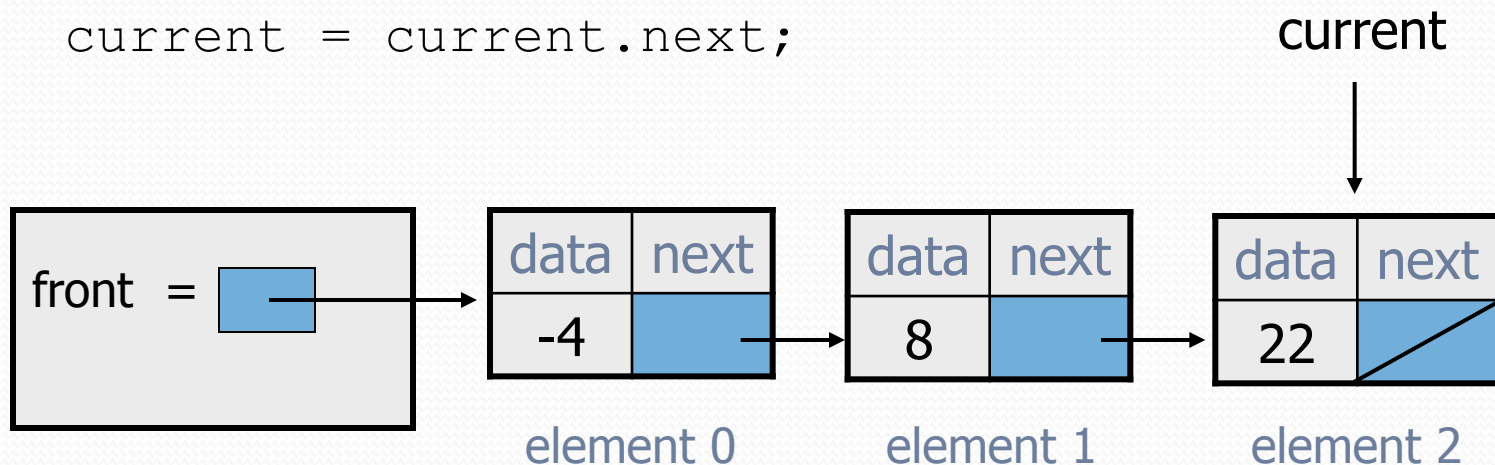 current = current.next;
current
front =
data next
data next
data next
-4
8
22
element 0
element 1
element 2